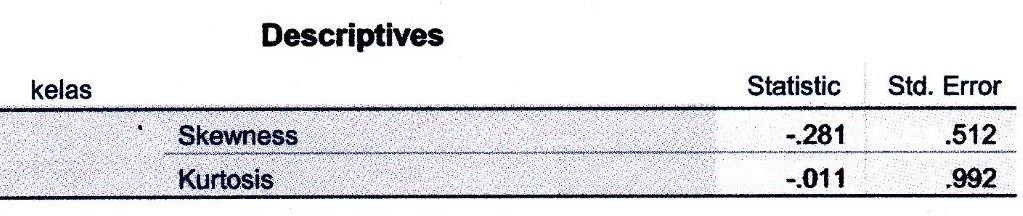 Descriptives
kelas Statistic Std. Error
Skewness -.281 .512
Kurtosis -.011 .992